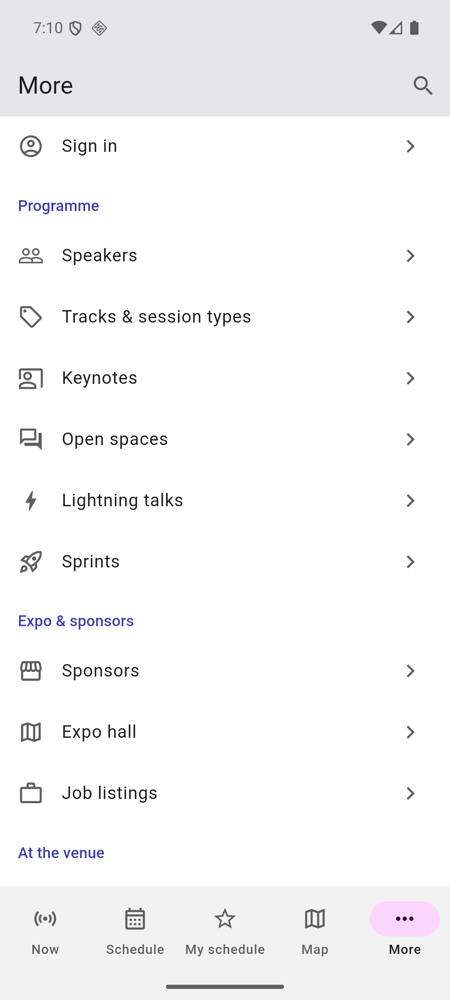 7:10
More
Sign in
Programme
Speakers
Tracks & session types
Keynotes
Open spaces
Lightning talks
Sprints
Expo & sponsors
Sponsors
Expo hall
Job listings
At the venue
Now
Schedule
My schedule
Map
More